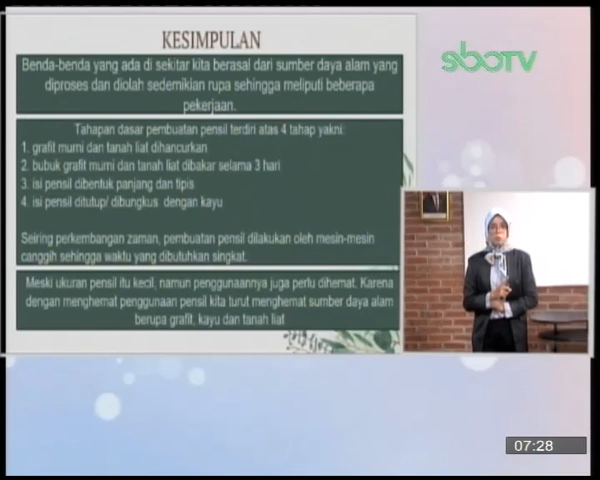 KESIMPULAN
sboTV
Benda-benda yang ada di sekitar kita berasal dari sumber daya alam yang
diproses dan diolah sedemikian rupa sehingga meliputi beberapa
pekerjaan.
Tahapan dasar pembuatan pensil terdiri atas 4 tahap yakni:
1. grafit murni dan tanah liat dihancurkan
2. bubuk grafit murni dan tanah liat dibakar selama 3 hari
3. isi pensil dibentuk panjang dan tipis
4. isi pensil ditutup/ dibungkus dengan kayu
Seiring perkembangan zaman, pembuatan pensil dilakukan oleh mesin-mesin
canggih sehingga waktu yang dibutuhkan singkat.
Meski ukuran pensil itu kecil, namun penggunaannya juga perlu dihemat. Karena
dengan menghemat penggunaan pensil kita turut menghemat sumber daya alam
berupa grafit, kayu dan tanah liat
07:28